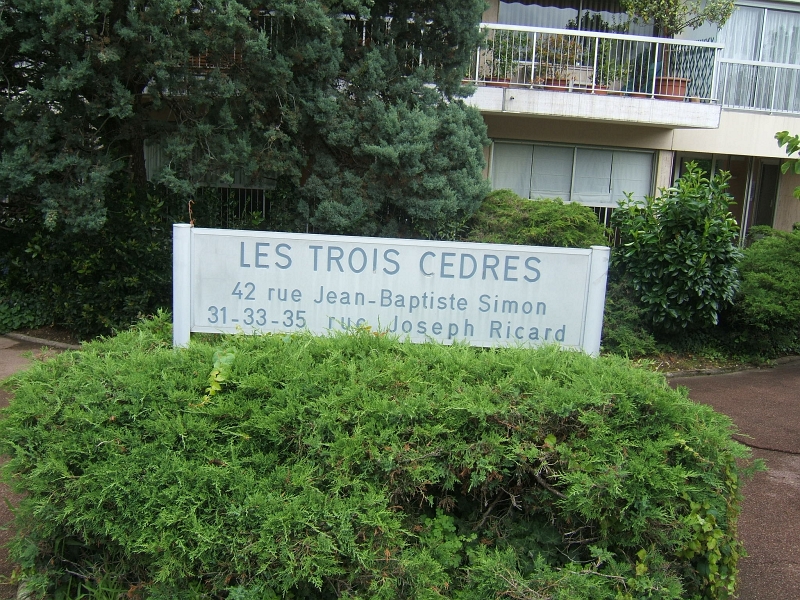 LES TROIS CEDRES
42 rue Jean-Baptiste Simon
31-33-35 rue Joseph Ricard